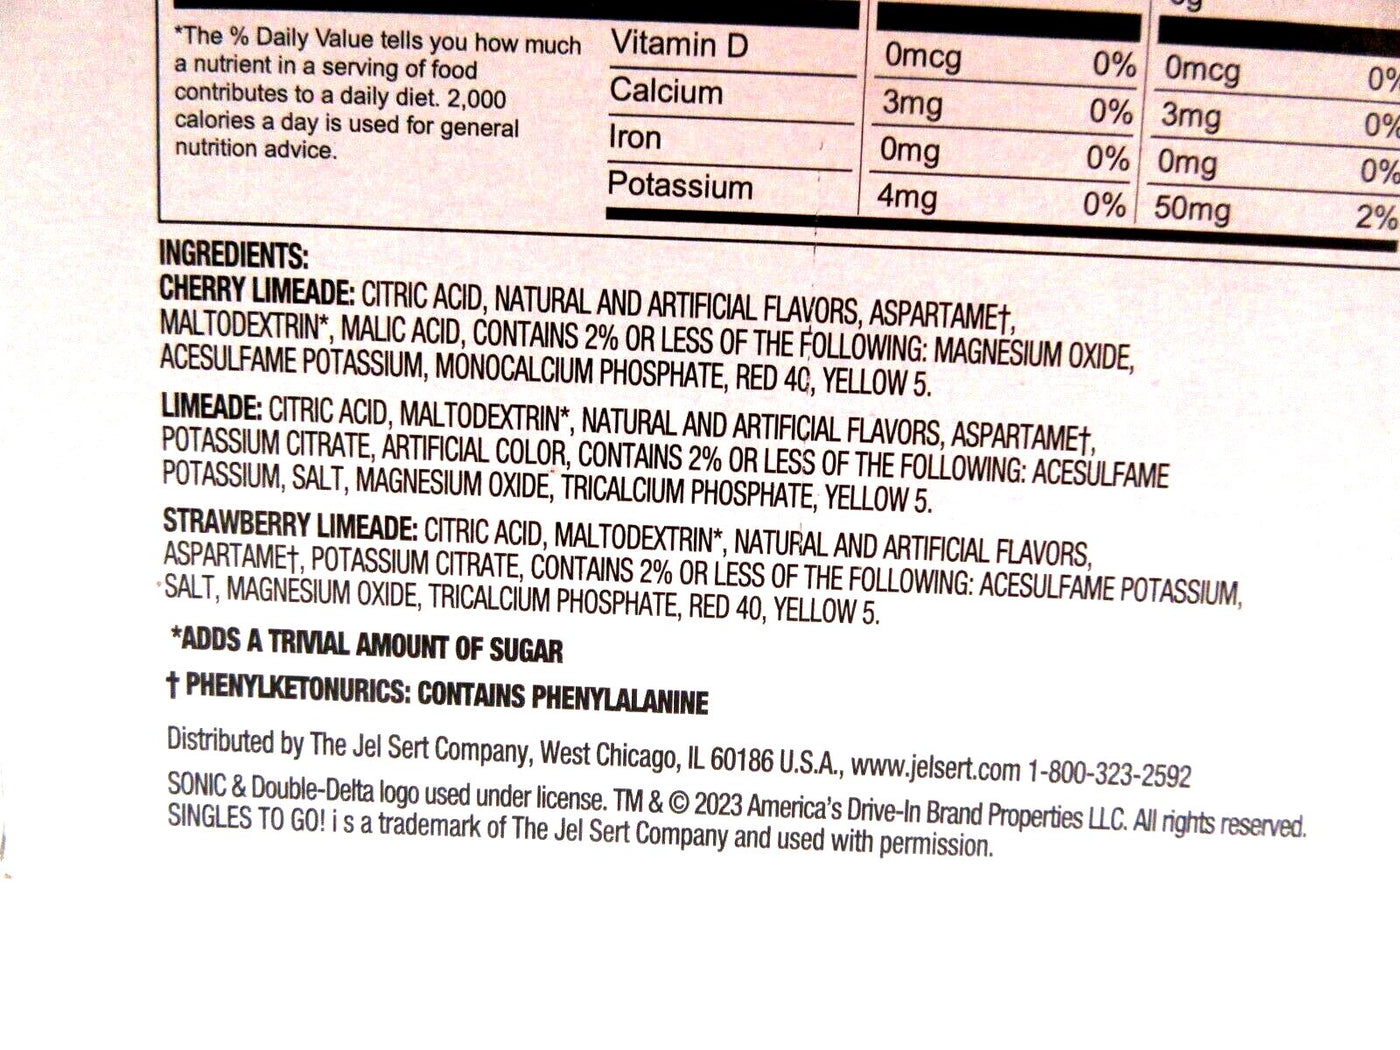 *The % Daily Value tells you how much
a nutrient in a serving of food
contributes to a daily diet. 2,000
calories a day is used for general
nutrition advice.
Vitamin D 0mcg 0% 0mcg 0%
Calcium 3mg 0% 3mg 0%
Iron 0mg 0% 0mg 0%
Potassium 4mg 0% 50mg 2%
INGREDIENTS:
CHERRY LIMEADE: CITRIC ACID, NATURAL AND ARTIFICIAL FLAVORS, ASPARTAME†,
MALTODEXTRIN*, MALIC ACID, CONTAINS 2% OR LESS OF THE FOLLOWING: MAGNESIUM OXIDE,
ACESULFAME POTASSIUM, MONOCALCIUM PHOSPHATE, RED 40, YELLOW 5.
LIMEADE: CITRIC ACID, MALTODEXTRIN*, NATURAL AND ARTIFICIAL FLAVORS, ASPARTAME†,
POTASSIUM CITRATE, ARTIFICIAL COLOR, CONTAINS 2% OR LESS OF THE FOLLOWING: ACESULFAME
POTASSIUM, SALT, MAGNESIUM OXIDE, TRICALCIUM PHOSPHATE, YELLOW 5.
STRAWBERRY LIMEADE: CITRIC ACID, MALTODEXTRIN*, NATURAL AND ARTIFICIAL FLAVORS,
ASPARTAME†, POTASSIUM CITRATE, CONTAINS 2% OR LESS OF THE FOLLOWING: ACESULFAME POTASSIUM,
SALT, MAGNESIUM OXIDE, TRICALCIUM PHOSPHATE, RED 40, YELLOW 5.
*ADDS A TRIVIAL AMOUNT OF SUGAR
† PHENYLKETONURICS: CONTAINS PHENYLALANINE
Distributed by The Jel Sert Company, West Chicago, IL 60186 U.S.A., www.jelsert.com 1-800-323-2592
SONIC & Double-Delta logo used under license. TM & © 2023 America's Drive-In Brand Properties LLC. All rights reserved.
SINGLES TO GO! i s a trademark of The Jel Sert Company and used with permission.